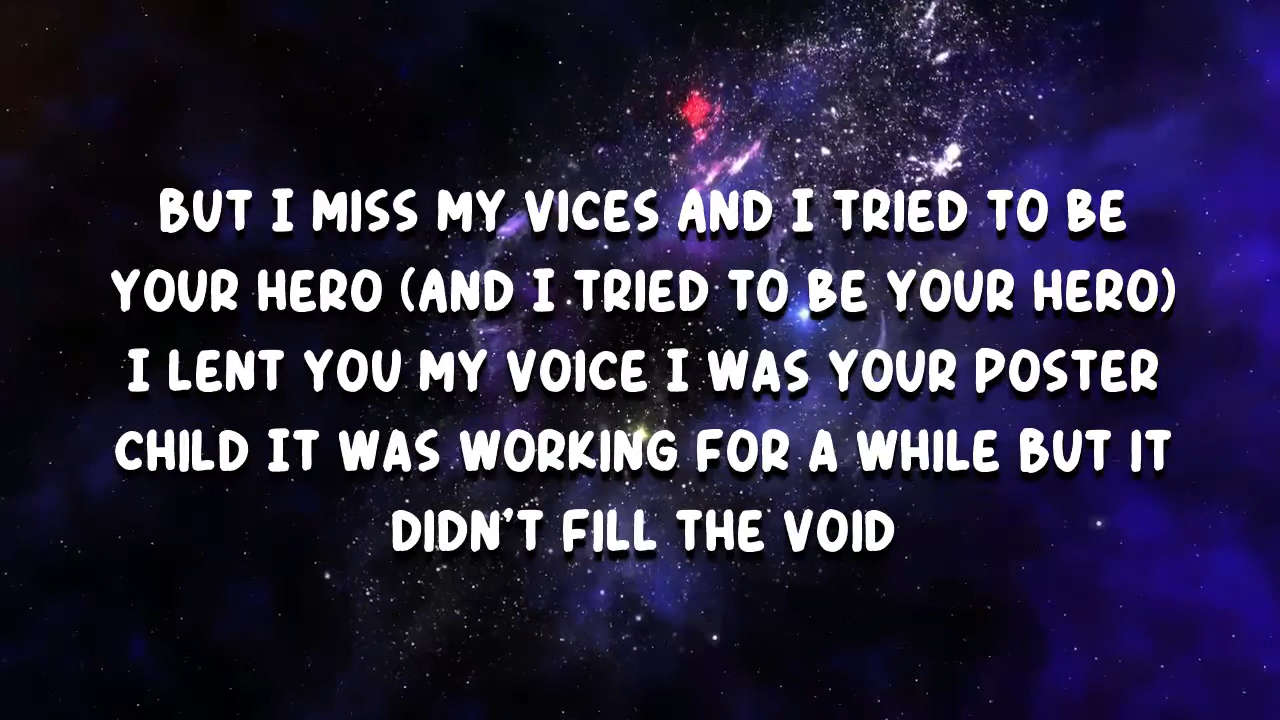 BUT I MISS MY VICES AND I TRIED TO BE
YOUR HERO (AND I TRIED TO BE YOUR HERO)
I LENT YOU MY VOICE I WAS YOUR POSTER
CHILD IT WAS WORKING FOR A WHILE BUT IT
DIDN'T FILL THE VOID